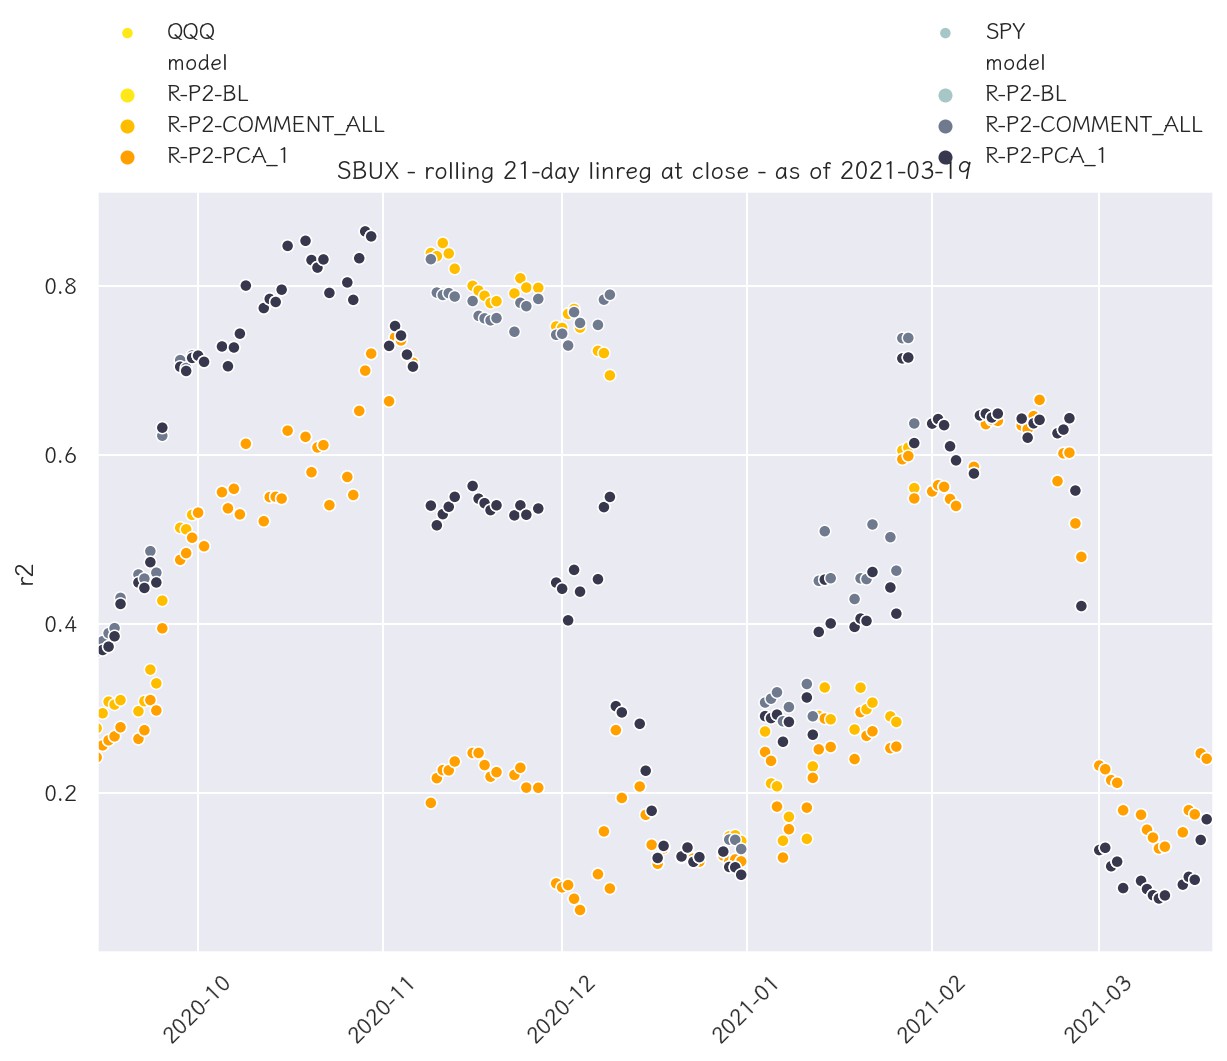 QQQ
model
R-P2-BL
R-P2-COMMENT_ALL
R-P2-PCA_1
SPY
model
R-P2-BL
R-P2-COMMENT_ALL
R-P2-PCA_1
SBUX - rolling 21-day linreg at close - as of 2021-03-19
r2
0.8
0.6
0.4
0.2
2020-10
2020-11
2020-12
2021-01
2021-02
2021-03